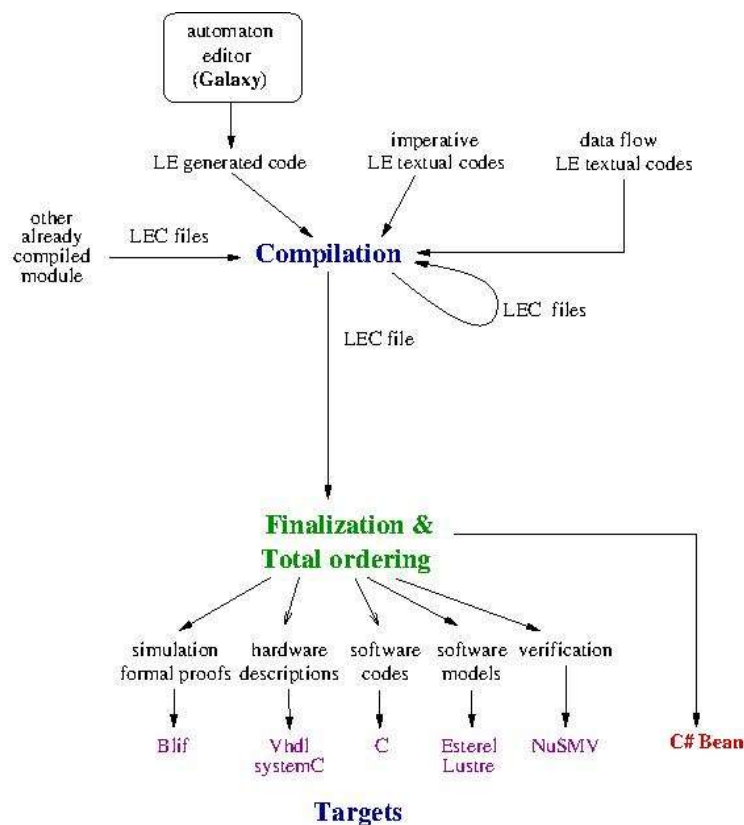 automaton
editor
(Galaxy)
LE generated code
imperative
LE textual codes
data flow
LE textual codes
other
already
compiled
module
LEC files
Compilation
LEC files
LEC file
Finalization &
Total ordering
simulation
formal proofs
hardware
descriptions
software
codes
software
models
verification
Blif
Vhdl
systemC
C
Esterel
Lustre
NuSMV
C# Bean
Targets